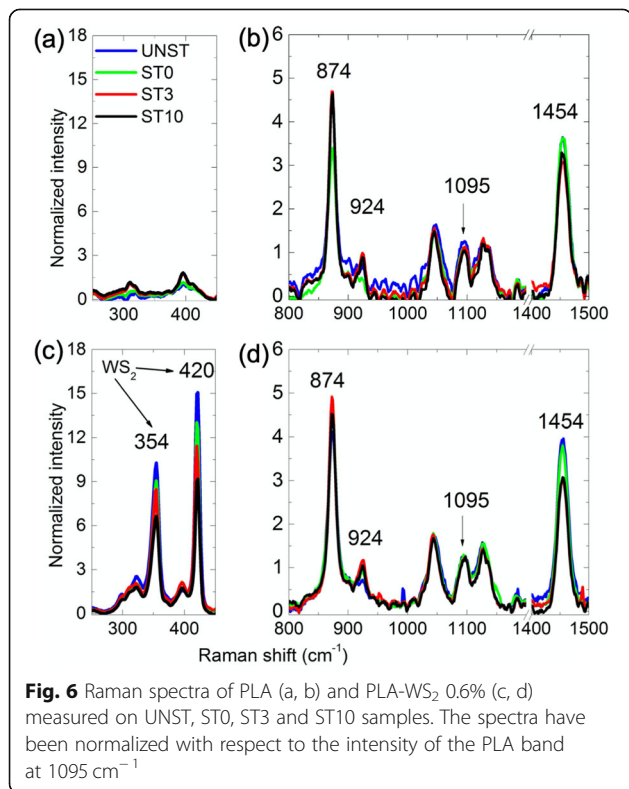 (a)
(b)
UNST
ST0
ST3
ST10
Normalized intensity
18
15
12
9
6
3
0
300 400
6
5
4
3
2
1
0
874
924
1095
1454
800 900 1000 1100 1400 1500
(c)
(d)
WS2
420
354
Normalized intensity
18
15
12
9
6
3
0
300 400
6
5
4
3
2
1
0
874
924
1095
1454
800 900 1000 1100 1400 1500
Raman shift (cm-1)
Fig. 6 Raman spectra of PLA (a, b) and PLA-WS2 0.6% (c, d)
measured on UNST, ST0, ST3 and ST10 samples. The spectra have
been normalized with respect to the intensity of the PLA band
at 1095 cm− 1